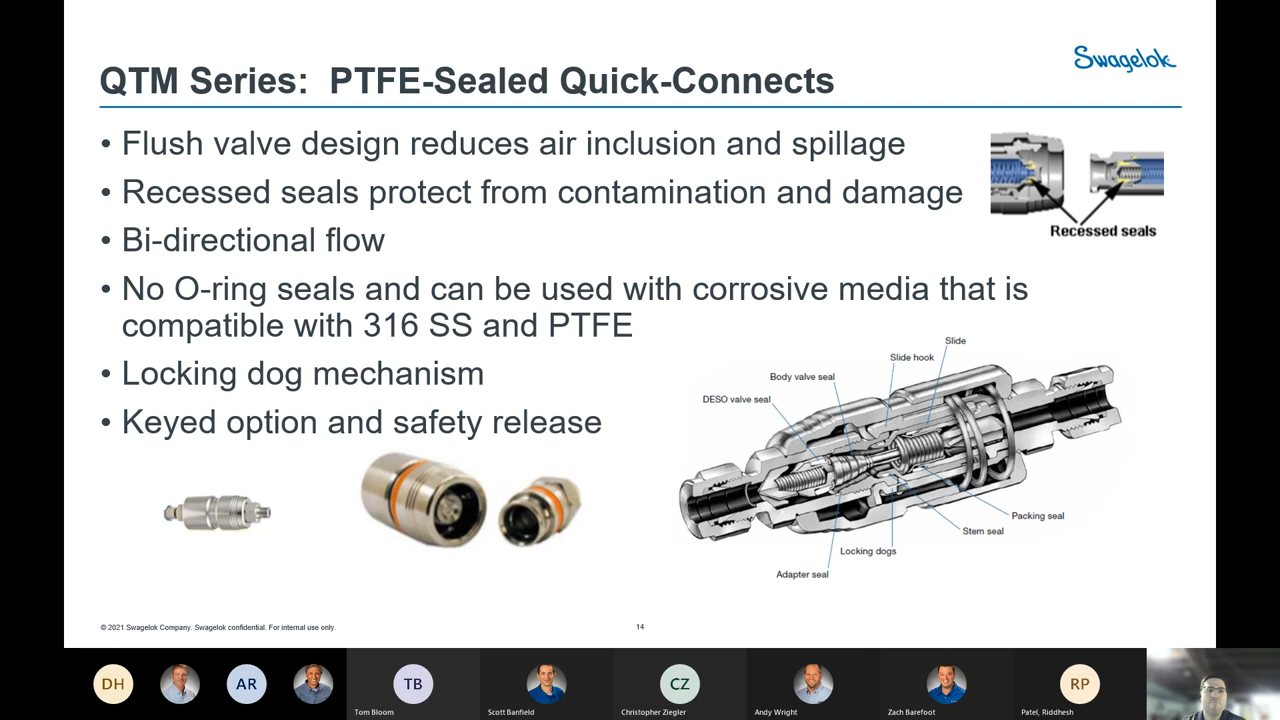 Swagelok
QTM Series: PTFE-Sealed Quick-Connects
• Flush valve design reduces air inclusion and spillage
• Recessed seals protect from contamination and damage
• Bi-directional flow
• No O-ring seals and can be used with corrosive media that is
compatible with 316 SS and PTFE
• Locking dog mechanism
• Keyed option and safety release
Recessed seals
Slide
Slide hook
Body valve seal
DESO valve seal
Packing seal
Stem seal
Locking dogs
Adapter seal
© 2021 Swagelok Company. Swagelok confidential. For internal use only.
14
DH
AR
TB
CZ
RP
Tom Bloom
Scott Banfield
Christopher Ziegler
Andy Wright
Zach Barefoot
Patel, Riddhesh